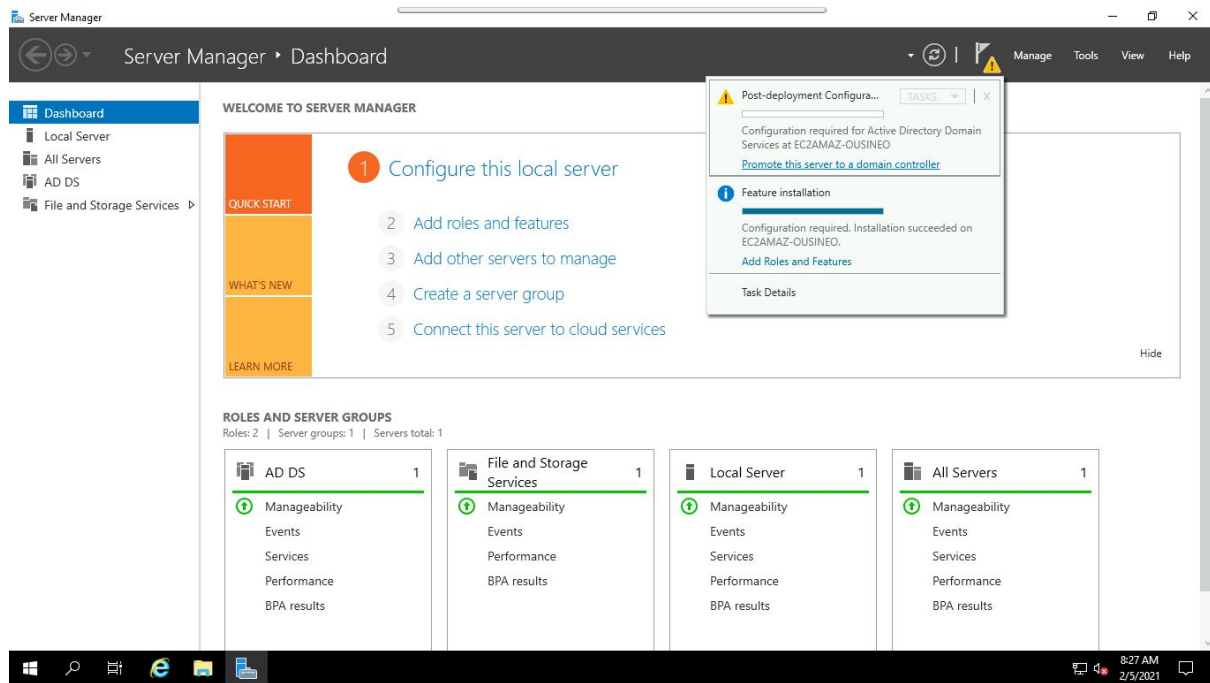 Server Manager
Server Manager ‣ Dashboard
Manage
Tools
View
Help
Dashboard
Local Server
All Servers
AD DS
File and Storage Services
WELCOME TO SERVER MANAGER
QUICK START
WHAT'S NEW
LEARN MORE
1 Configure this local server
2 Add roles and features
3 Add other servers to manage
4 Create a server group
5 Connect this server to cloud services
Hide
Post-deployment Configura...
TASKS
X
Configuration required for Active Directory Domain
Services at EC2AMAZ-OUSINEO
Promote this server to a domain controller
Feature installation
Configuration required. Installation succeeded on
EC2AMAZ-OUSINEO.
Add Roles and Features
Task Details
ROLES AND SERVER GROUPS
Roles: 2 | Server groups: 1 | Servers total: 1
AD DS 1
Manageability
Events
Services
Performance
BPA results
File and Storage
Services 1
Manageability
Events
Performance
BPA results
Local Server 1
Manageability
Events
Services
Performance
BPA results
All Servers 1
Manageability
Events
Services
Performance
BPA results
8:27 AM
2/5/2021